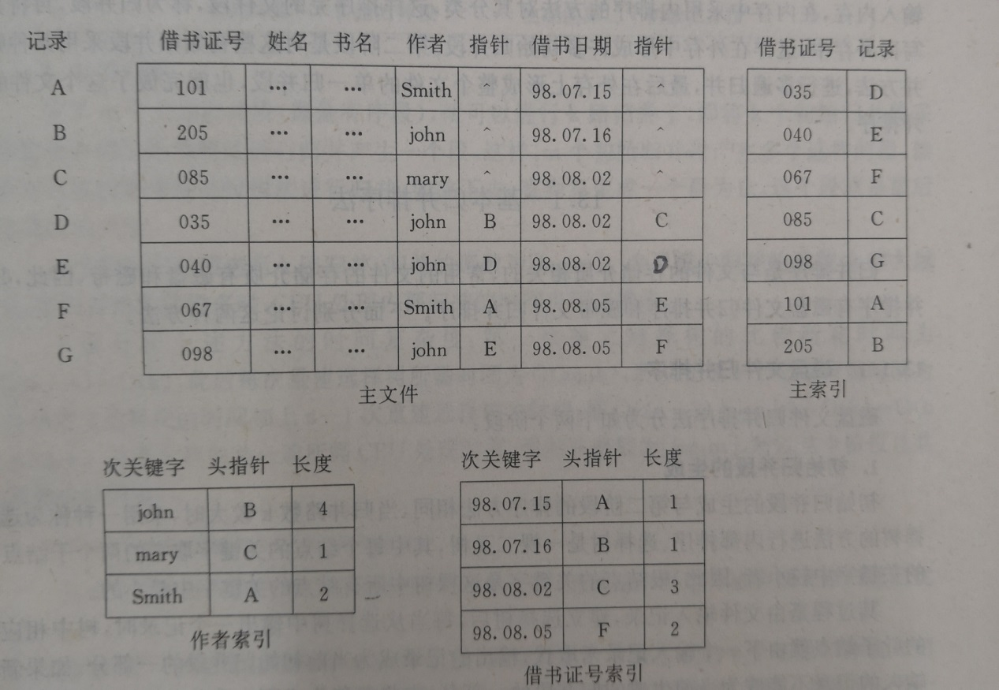 记录 借书证号 姓名 书名 作者 指针 借书日期 指针
A 101 … … Smith 98.07.15 ^
B 205 … … john ^ 98.07.16 ^
C 085 … … mary ^ 98.08.02 ^
D 035 … … john B 98.08.02 C
E 040 … … john D 98.08.02 D
F 067 … … Smith A 98.08.05 E
G 098 … … john E 98.08.05 F
主文件
借书证号 记录
035 D
040 E
067 F
085 C
098 G
101 A
205 B
主索引
次关键字 头指针 长度
john B 4
mary C 1
Smith A 2
作者索引
次关键字 头指针 长度
98.07.15 A 1
98.07.16 B 1
98.08.02 C 3
98.08.05 F 2
借书证号索引